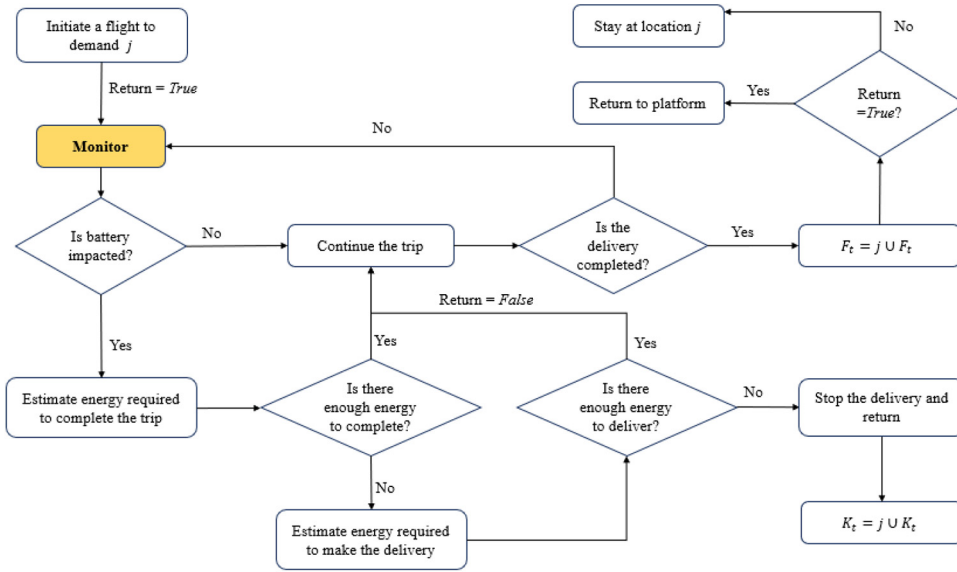 Initiate a flight to
demand j
Return = True
Monitor
Is battery
impacted?
No
Yes
Estimate energy required
to complete the trip
Continue the trip
No
Is the
delivery
completed?
Yes
F_t = j ∪ F_t
Return
=True?
No
Stay at location j
Yes
Return to platform
Is there
enough energy
to complete?
Yes
No
Estimate energy required
to make the delivery
Is there
enough energy
to deliver?
Yes
Return = False
No
Stop the delivery and
return
K_t = j ∪ K_t